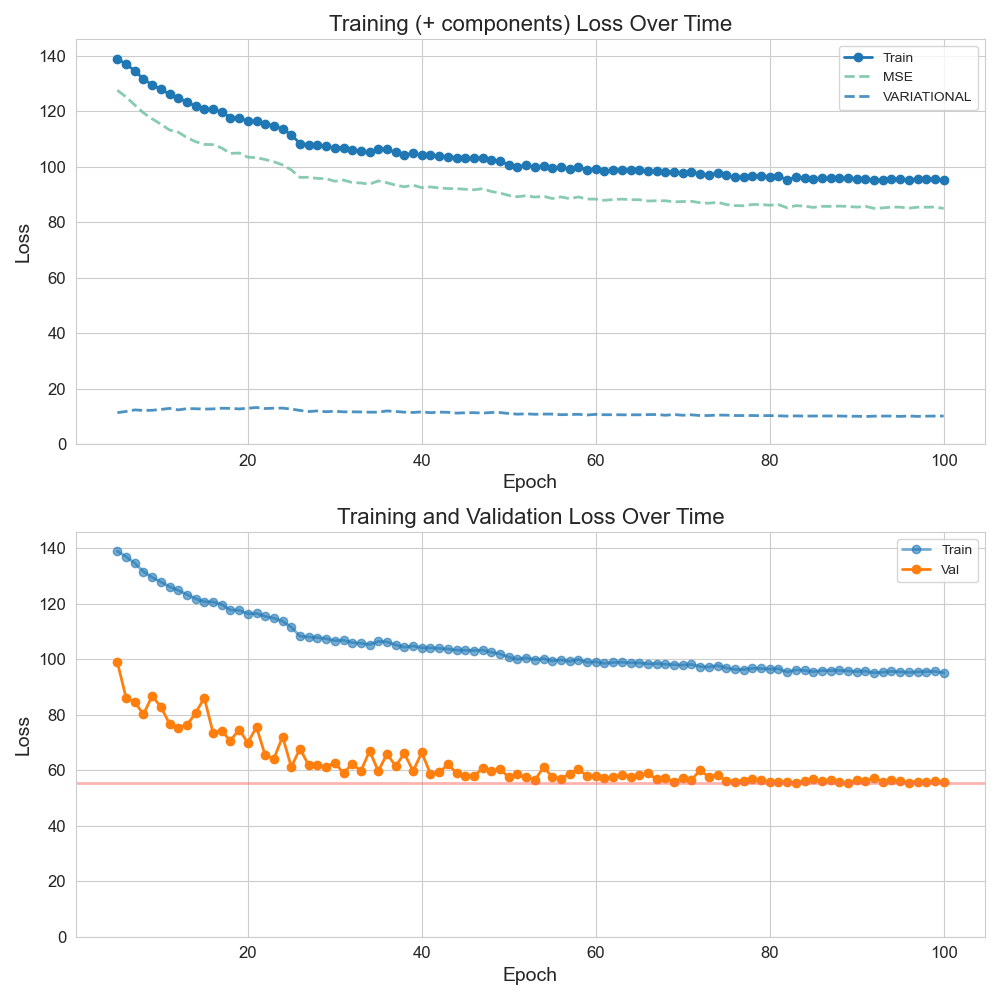 Training (+ components) Loss Over Time
Train
MSE
VARIATIONAL
Loss
140
120
100
80
60
40
20
0
20 40 60 80 100
Epoch
Training and Validation Loss Over Time
Train
Val
Loss
140
120
100
80
60
40
20
0
20 40 60 80 100
Epoch